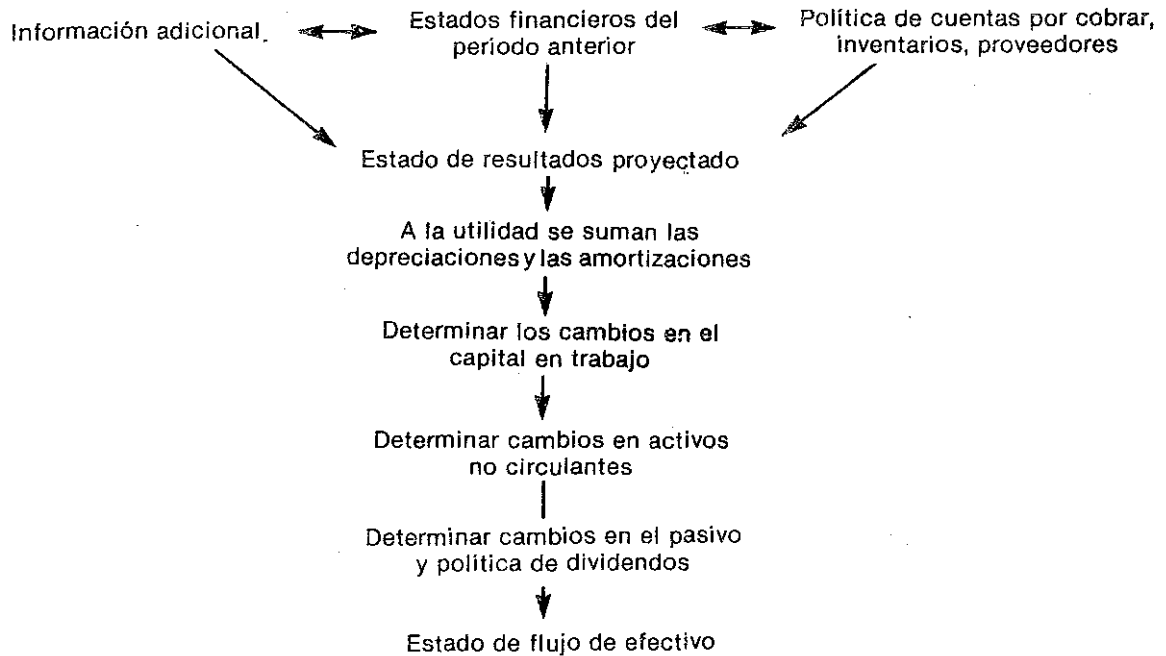 Información adicional
Estados financieros del
periodo anterior
Política de cuentas por cobrar,
inventarios, proveedores
Estado de resultados proyectado
A la utilidad se suman las
depreciaciones y las amortizaciones
Determinar los cambios en el
capital en trabajo
Determinar cambios en activos
no circulantes
Determinar cambios en el pasivo
y política de dividendos
Estado de flujo de efectivo